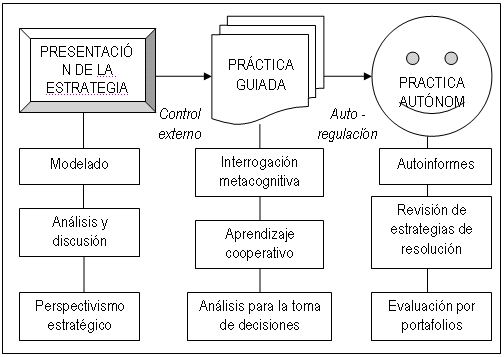 PRESENTACIÓ
N DE LA
ESTRATEGIA
PRÁCTICA
GUIADA
PRACTICA
AUTÓNOM
Control
externo
Auto -
regulación
Modelado
Análisis y
discusión
Perspectivismo
estratégico
Interrogación
metacognitiva
Aprendizaje
cooperativo
Análisis para la toma
de decisiones
Autoinformes
Revisión de
estrategias de
resolución
Evaluación por
portafolios